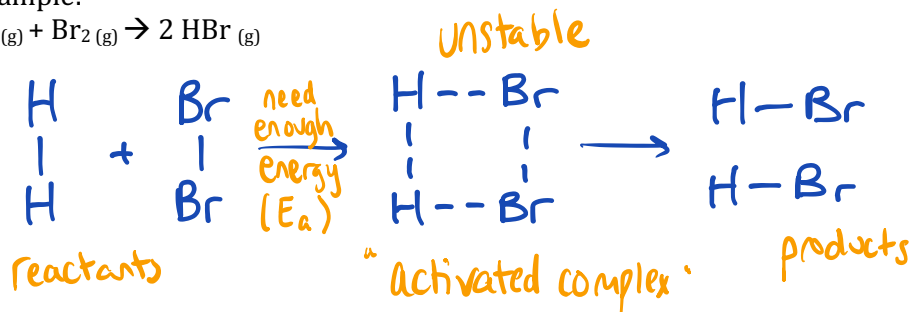 ample:
(g) + Br2 (g) → 2 HBr (g)
unstable
H Br need H -- Br H — Br
enough
+ energy
H Br (Ea) H -- Br H — Br
reactants "activated complex" products